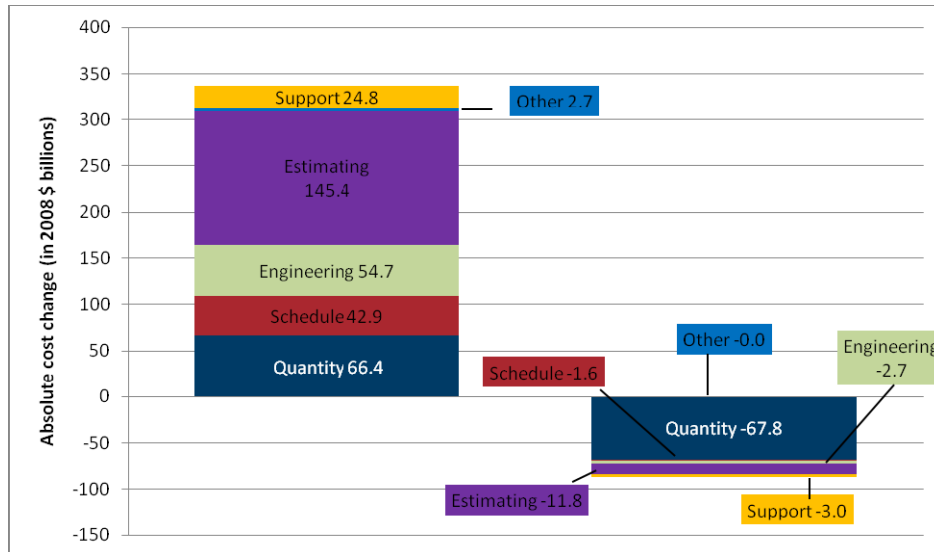 400
350
300
250
200
150
100
50
0
-50
-100
-150
Absolute cost change (in 2008 $ billions)
Support 24.8
Other 2.7
Estimating
145.4
Engineering 54.7
Schedule 42.9
Quantity 66.4
Other -0.0
Engineering
-2.7
Schedule -1.6
Quantity -67.8
Estimating -11.8
Support -3.0